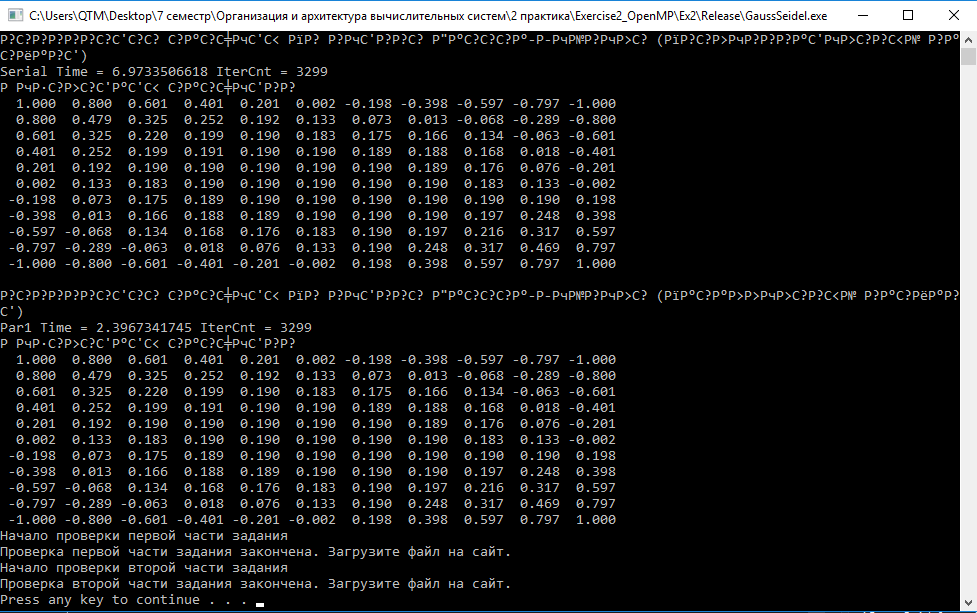 C:\Users\QTM\Desktop\7 семестр\Организация и архитектура вычислительных систем\2 практика\Exercise2_OpenMP\Ex2\Release\GaussSeidel.exe
Serial Time = 6.9733506618 IterCnt = 3299
1.000 0.800 0.601 0.401 0.201 0.002 -0.198 -0.398 -0.597 -0.797 -1.000
0.800 0.479 0.325 0.252 0.192 0.133 0.073 0.013 -0.068 -0.289 -0.800
0.601 0.325 0.220 0.199 0.190 0.183 0.175 0.166 0.134 -0.063 -0.601
0.401 0.252 0.199 0.191 0.190 0.190 0.189 0.188 0.168 0.018 -0.401
0.201 0.192 0.190 0.190 0.190 0.190 0.190 0.189 0.176 0.076 -0.201
0.002 0.133 0.183 0.190 0.190 0.190 0.190 0.190 0.183 0.133 -0.002
-0.198 0.073 0.175 0.189 0.190 0.190 0.190 0.190 0.190 0.190 0.198
-0.398 0.013 0.166 0.188 0.189 0.190 0.190 0.190 0.197 0.248 0.398
-0.597 -0.068 0.134 0.168 0.176 0.183 0.190 0.197 0.216 0.317 0.597
-0.797 -0.289 -0.063 0.018 0.076 0.133 0.190 0.248 0.317 0.469 0.797
-1.000 -0.800 -0.601 -0.401 -0.201 -0.002 0.198 0.398 0.597 0.797 1.000
Par1 Time = 2.3967341745 IterCnt = 3299
1.000 0.800 0.601 0.401 0.201 0.002 -0.198 -0.398 -0.597 -0.797 -1.000
0.800 0.479 0.325 0.252 0.192 0.133 0.073 0.013 -0.068 -0.289 -0.800
0.601 0.325 0.220 0.199 0.190 0.183 0.175 0.166 0.134 -0.063 -0.601
0.401 0.252 0.199 0.191 0.190 0.190 0.189 0.188 0.168 0.018 -0.401
0.201 0.192 0.190 0.190 0.190 0.190 0.190 0.189 0.176 0.076 -0.201
0.002 0.133 0.183 0.190 0.190 0.190 0.190 0.190 0.183 0.133 -0.002
-0.198 0.073 0.175 0.189 0.190 0.190 0.190 0.190 0.190 0.190 0.198
-0.398 0.013 0.166 0.188 0.189 0.190 0.190 0.190 0.197 0.248 0.398
-0.597 -0.068 0.134 0.168 0.176 0.183 0.190 0.197 0.216 0.317 0.597
-0.797 -0.289 -0.063 0.018 0.076 0.133 0.190 0.248 0.317 0.469 0.797
-1.000 -0.800 -0.601 -0.401 -0.201 -0.002 0.198 0.398 0.597 0.797 1.000
Начало проверки первой части задания
Проверка первой части задания закончена. Загрузите файл на сайт.
Начало проверки второй части задания
Проверка второй части задания закончена. Загрузите файл на сайт.
Press any key to continue . . .